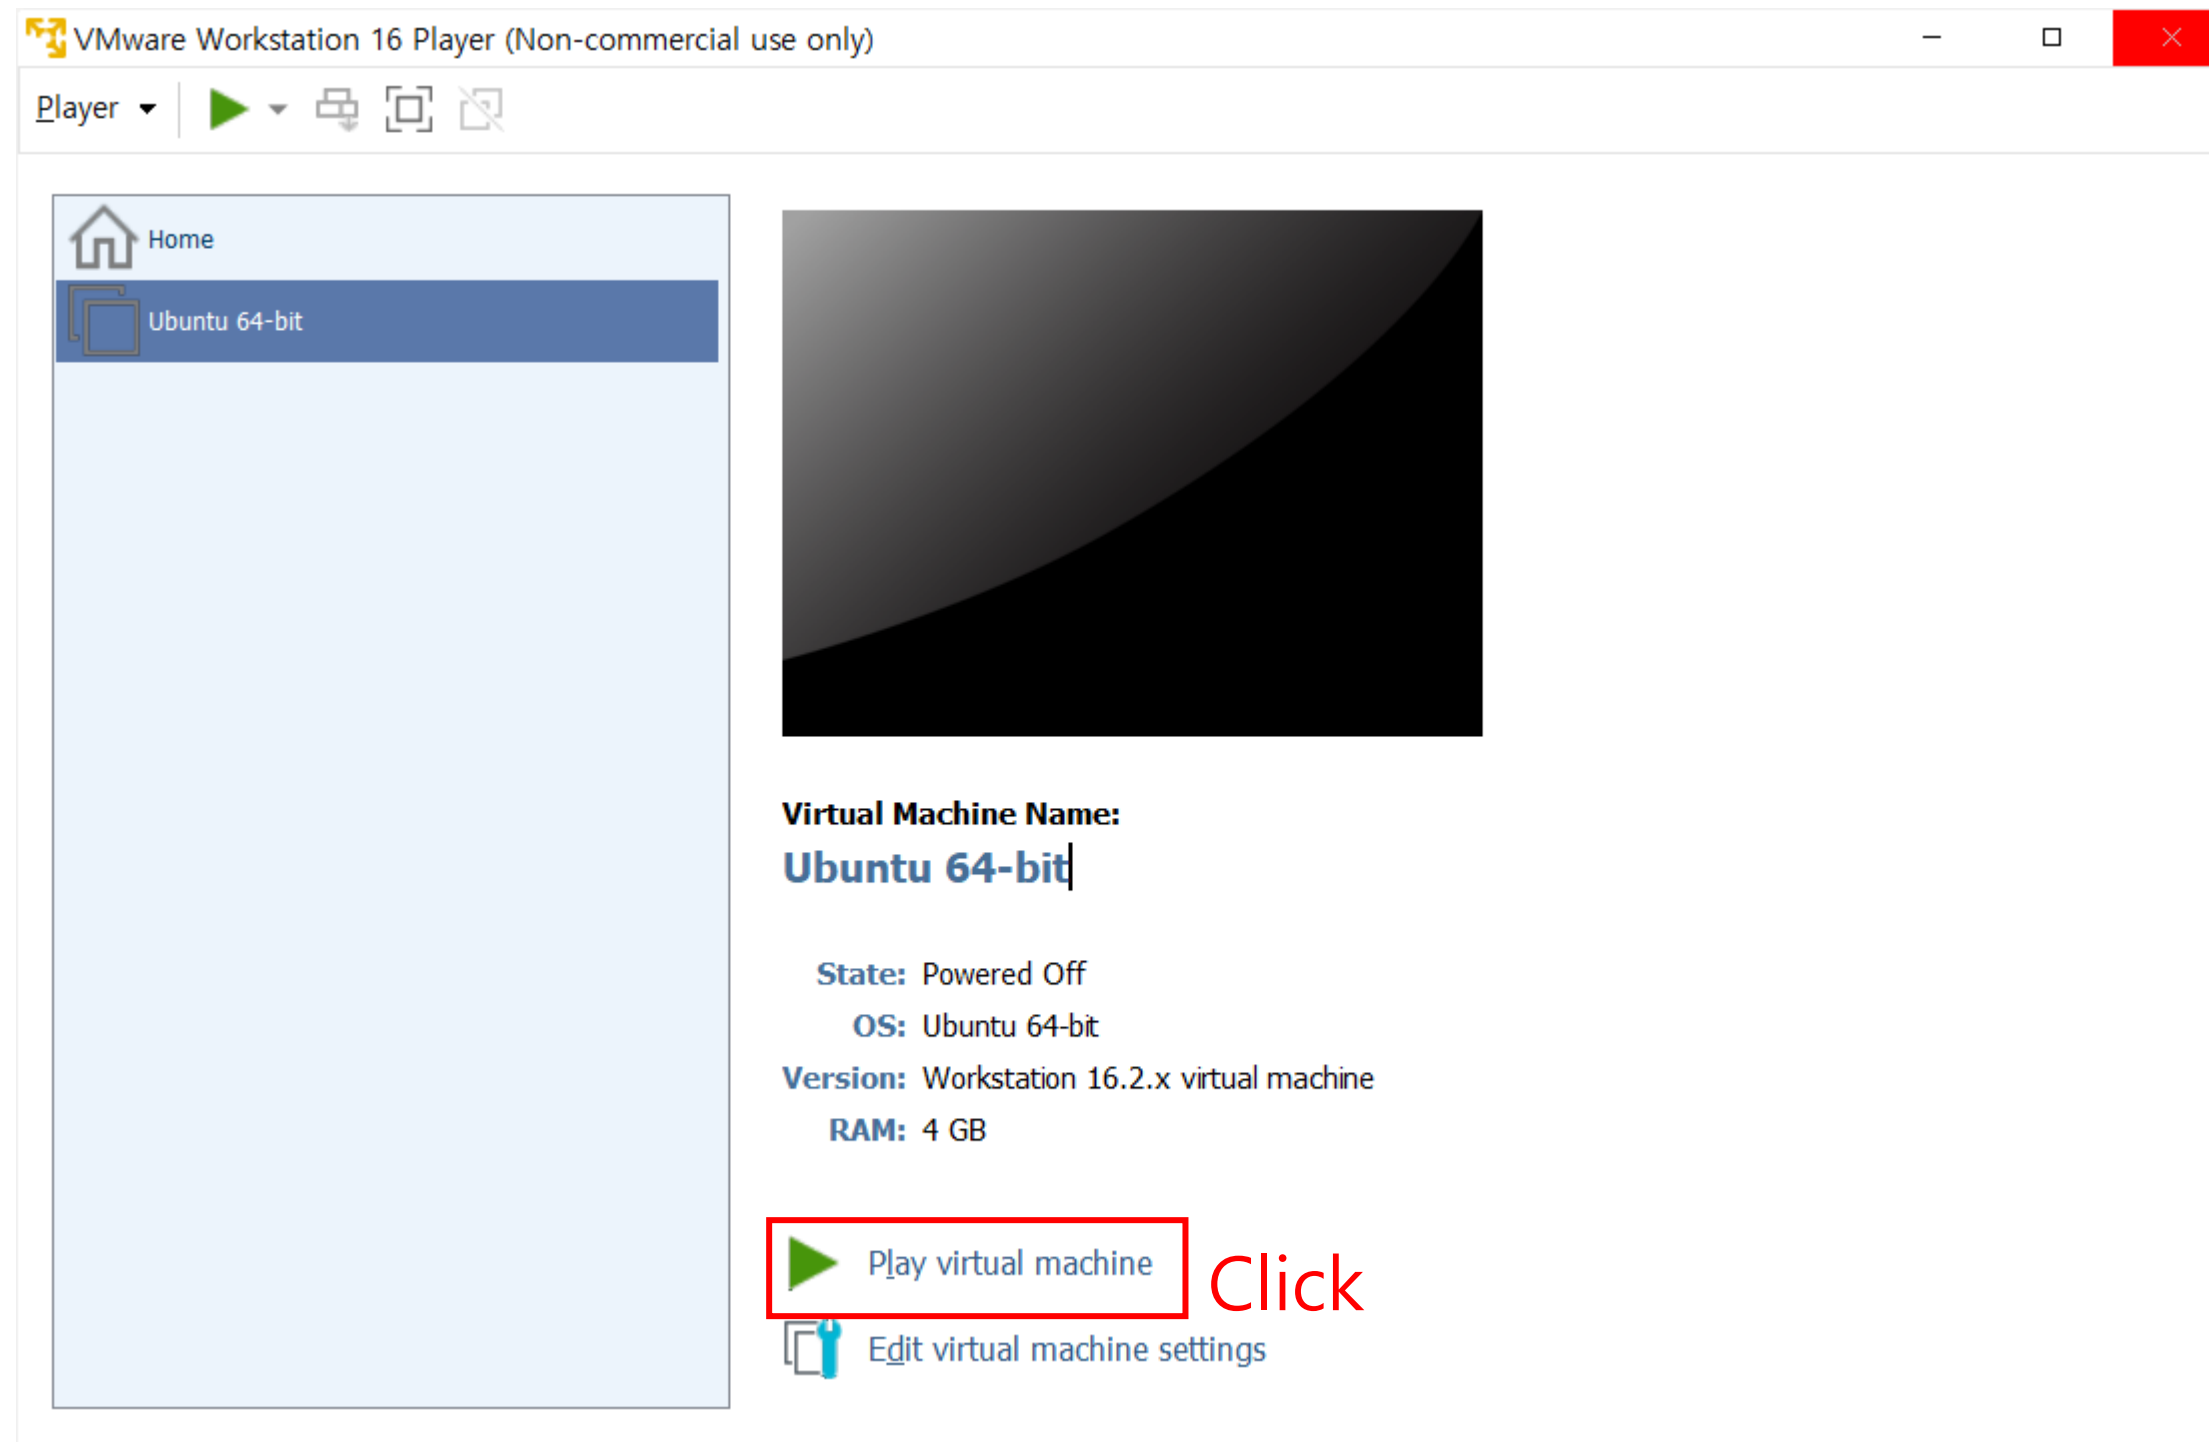 VMware Workstation 16 Player (Non-commercial use only)
Player
Home
Ubuntu 64-bit
Virtual Machine Name:
Ubuntu 64-bit
State: Powered Off
OS: Ubuntu 64-bit
Version: Workstation 16.2.x virtual machine
RAM: 4 GB
Play virtual machine
Click
Edit virtual machine settings